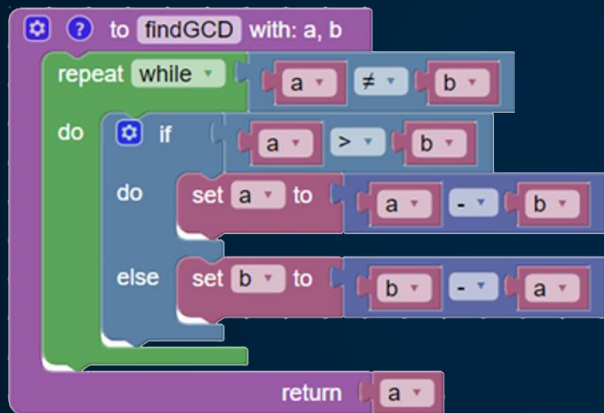 ? to findGCD with: a, b
repeat while a ≠ b
do if a > b
do set a to a - b
else set b to b - a
return a